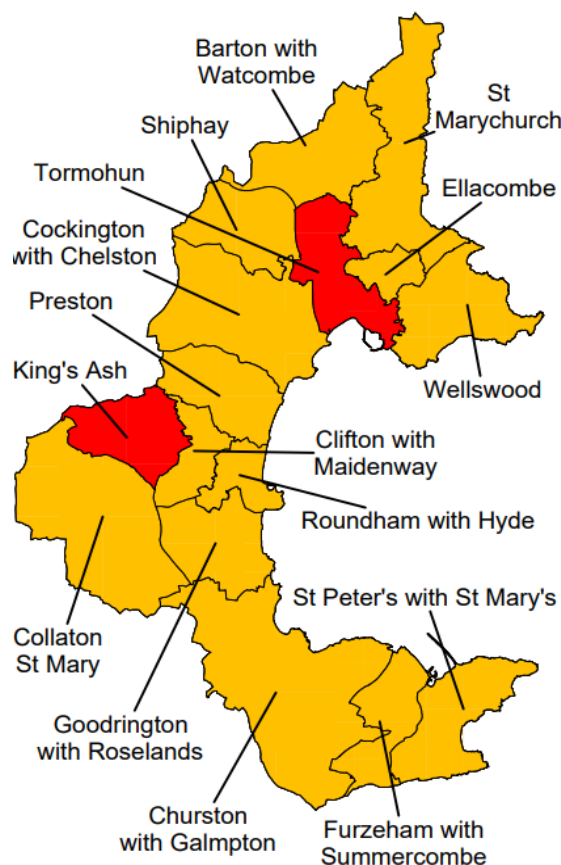 Barton with
Watcombe
St
Marychurch
Shiphay
Tormohun
Ellacombe
Cockington
with Chelston
Preston
King's Ash
Wellswood
Clifton with
Maidenway
Roundham with Hyde
St Peter's with St Mary's
Collaton
St Mary
Goodrington
with Roselands
Churston
with Galmpton
Furzeham with
Summercombe